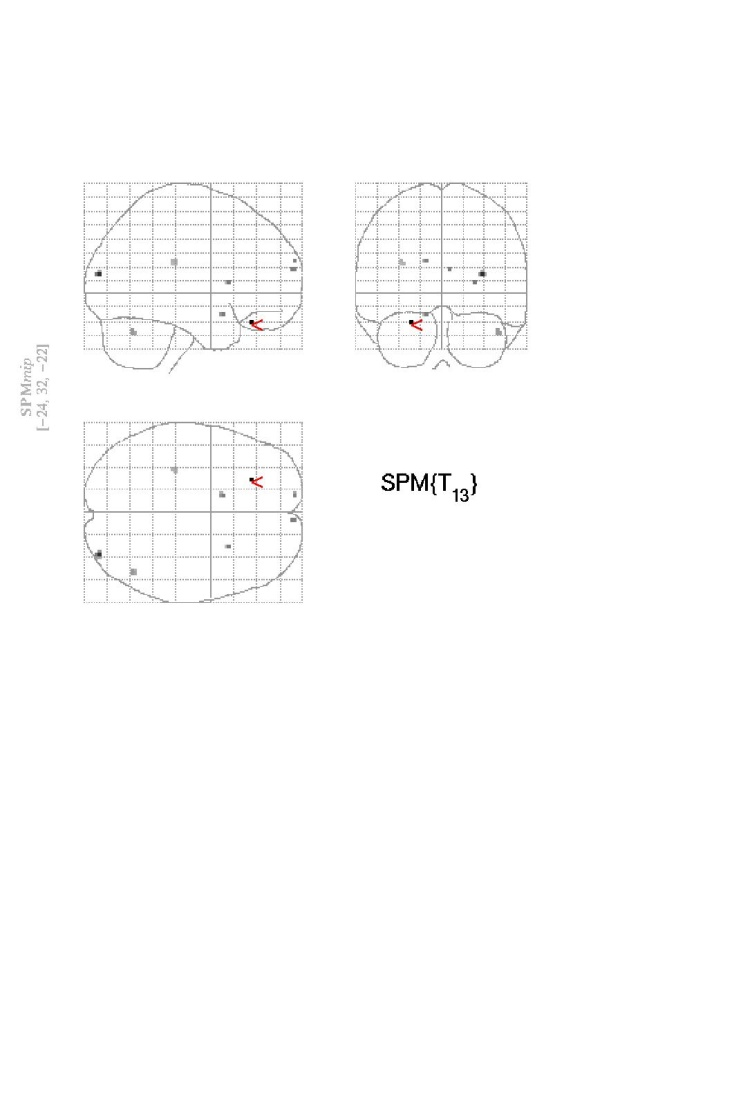 SPMmip
[−24, 32, −22]
<
<
<
SPM{T13}